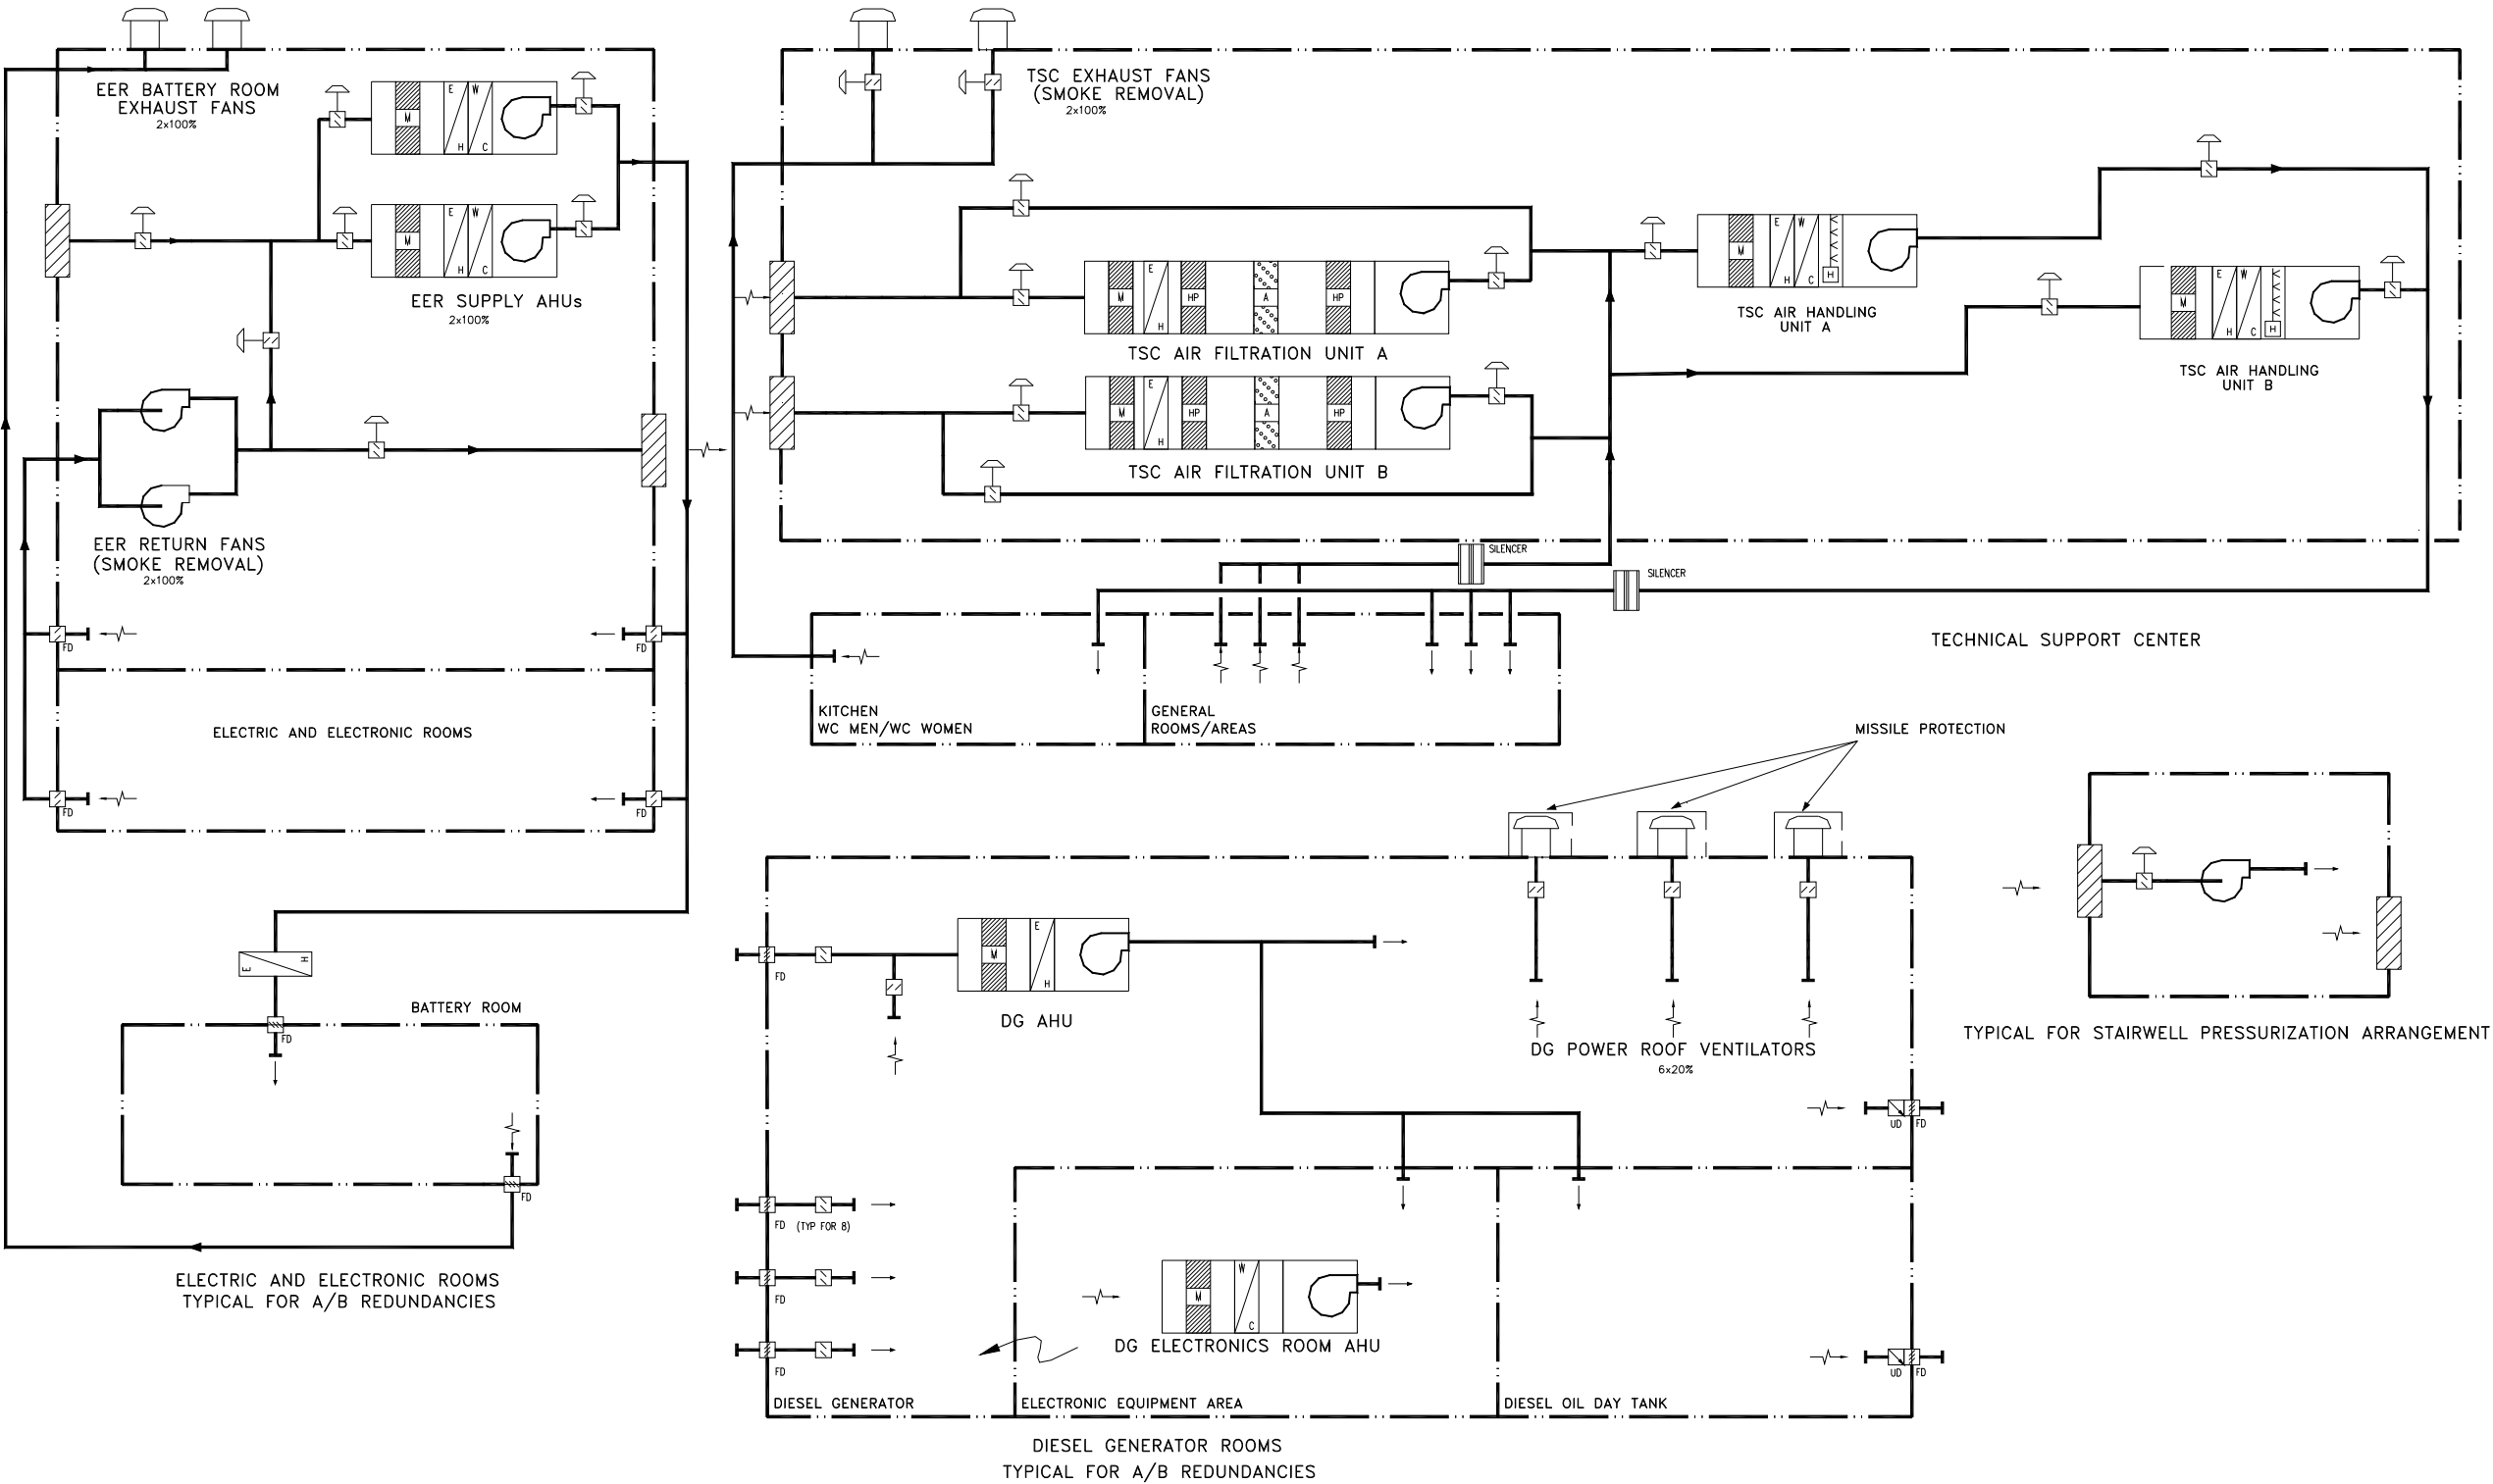 EER BATTERY ROOM
EXHAUST FANS
2x100%
E
W
M
H
C
E
W
M
H
C
EER SUPPLY AHUs
2x100%
EER RETURN FANS
(SMOKE REMOVAL)
2x100%
FD
FD
ELECTRIC AND ELECTRONIC ROOMS
FD
FD
E
H
BATTERY ROOM
FD
FD
ELECTRIC AND ELECTRONIC ROOMS
TYPICAL FOR A/B REDUNDANCIES
TSC EXHAUST FANS
(SMOKE REMOVAL)
2x100%
M
E
H
HP
A
HP
TSC AIR FILTRATION UNIT A
M
E
H
HP
A
HP
TSC AIR FILTRATION UNIT B
M
E
W
H
C
H
TSC AIR HANDLING
UNIT A
M
E
W
H
C
H
TSC AIR HANDLING
UNIT B
SILENCER
SILENCER
TECHNICAL SUPPORT CENTER
KITCHEN
WC MEN/WC WOMEN
GENERAL
ROOMS/AREAS
MISSILE PROTECTION
FD
M
E
H
DG AHU
DG POWER ROOF VENTILATORS
6x20%
UD
FD
FD
(TYP FOR 8)
FD
FD
M
W
C
DG ELECTRONICS ROOM AHU
UD
FD
DIESEL GENERATOR
ELECTRONIC EQUIPMENT AREA
DIESEL OIL DAY TANK
DIESEL GENERATOR ROOMS
TYPICAL FOR A/B REDUNDANCIES
TYPICAL FOR STAIRWELL PRESSURIZATION ARRANGEMENT